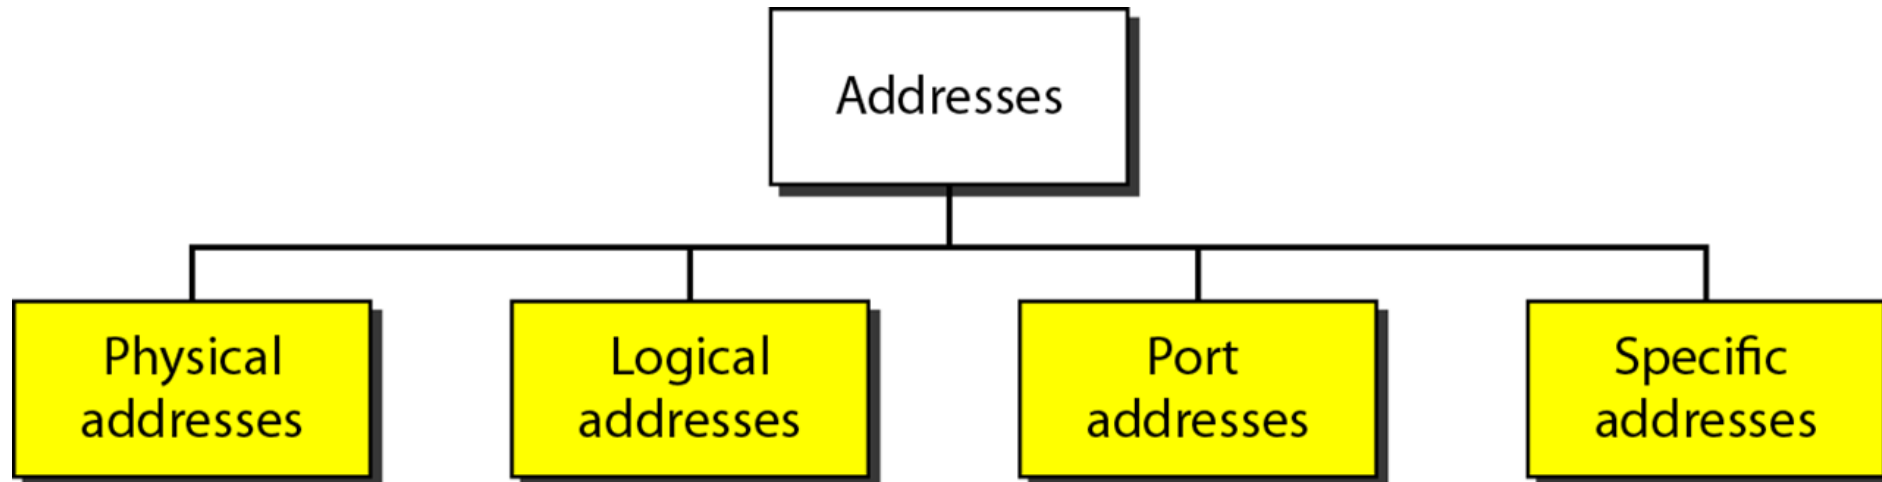 Addresses
Physical
addresses
Logical
addresses
Port
addresses
Specific
addresses